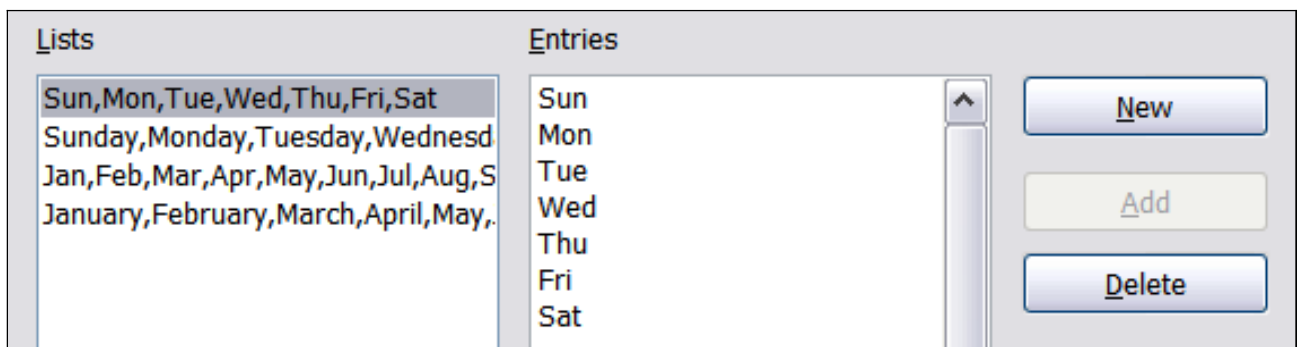 Lists
Sun,Mon,Tue,Wed,Thu,Fri,Sat
Sunday,Monday,Tuesday,Wednesd
Jan,Feb,Mar,Apr,May,Jun,Jul,Aug,S
January,February,March,April,May,.
Entries
Sun
Mon
Tue
Wed
Thu
Fri
Sat
New
Add
Delete